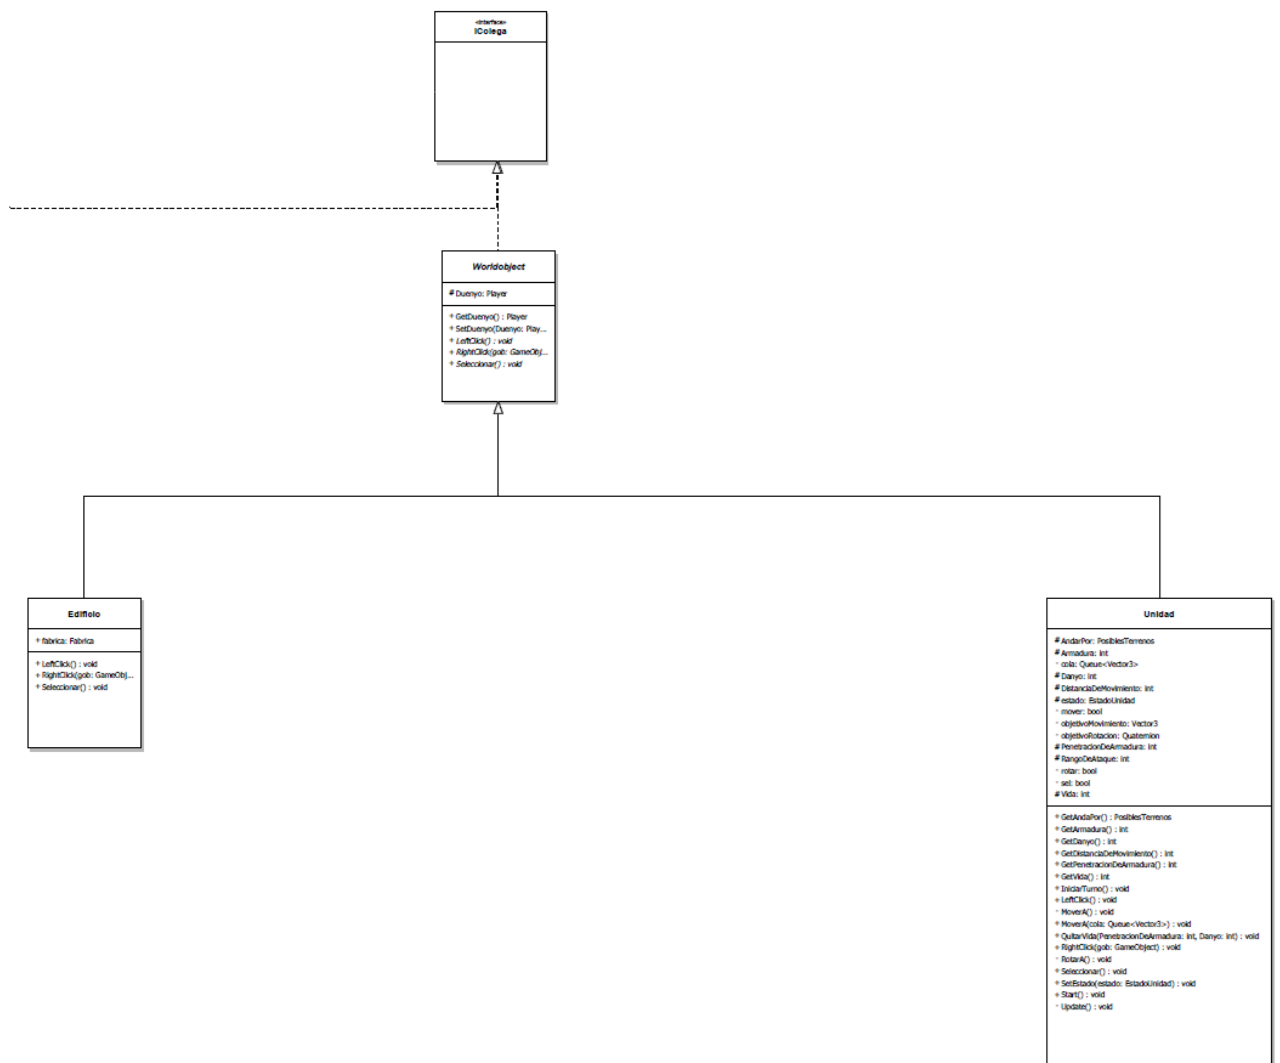 «interface»
IColega
Worldobject
# Duenyo: Player
+ GetDuenyo() : Player
+ SetDuenyo(Duenyo: Play...
+ LeftClick() : void
+ RightClick(gob: GameObj...
+ Seleccionar() : void
Edificio
+ fabrica: Fabrica
+ LeftClick() : void
+ RightClick(gob: GameObj...
+ Seleccionar() : void
Unidad
# AndarPor: PosiblesTerrenos
# Armadura: int
- cola: Queue<Vector3>
# Danyo: int
# DistanciaDeMovimiento: int
# estado: EstadoUnidad
- mover: bool
- objetivoMovimiento: Vector3
- objetivoRotacion: Quaternion
# PenetracionDeArmadura: int
# RangoDeAtaque: int
- rotar: bool
- sel: bool
# Vida: int
+ GetAndaPor() : PosiblesTerrenos
+ GetArmadura() : int
+ GetDanyo() : int
+ GetDistanciaDeMovimiento() : int
+ GetPenetracionDeArmadura() : int
+ GetVida() : int
+ IniciarTurno() : void
+ LeftClick() : void
- MoverA() : void
+ MoverA(cola: Queue<Vector3>) : void
+ QuitarVida(PenetracionDeArmadura: int, Danyo: int) : void
+ RightClick(gob: GameObject) : void
- RotarA() : void
+ Seleccionar() : void
+ SetEstado(estado: EstadoUnidad) : void
+ Start() : void
- Update() : void